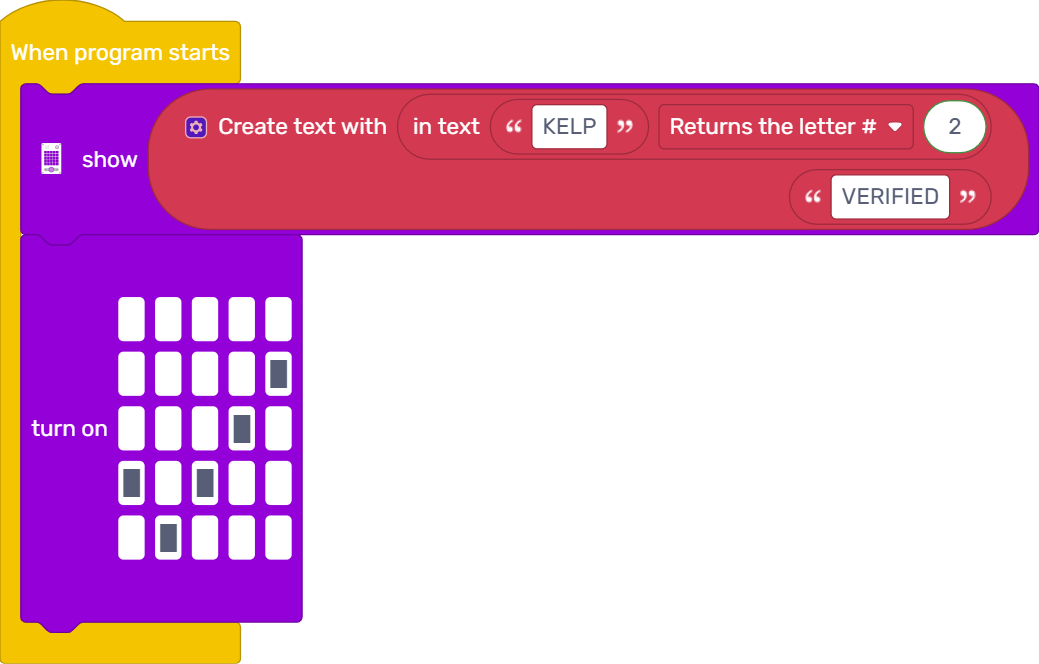 When program starts
show Create text with in text “ KELP ” Returns the letter # 2
“ VERIFIED ”
turn on